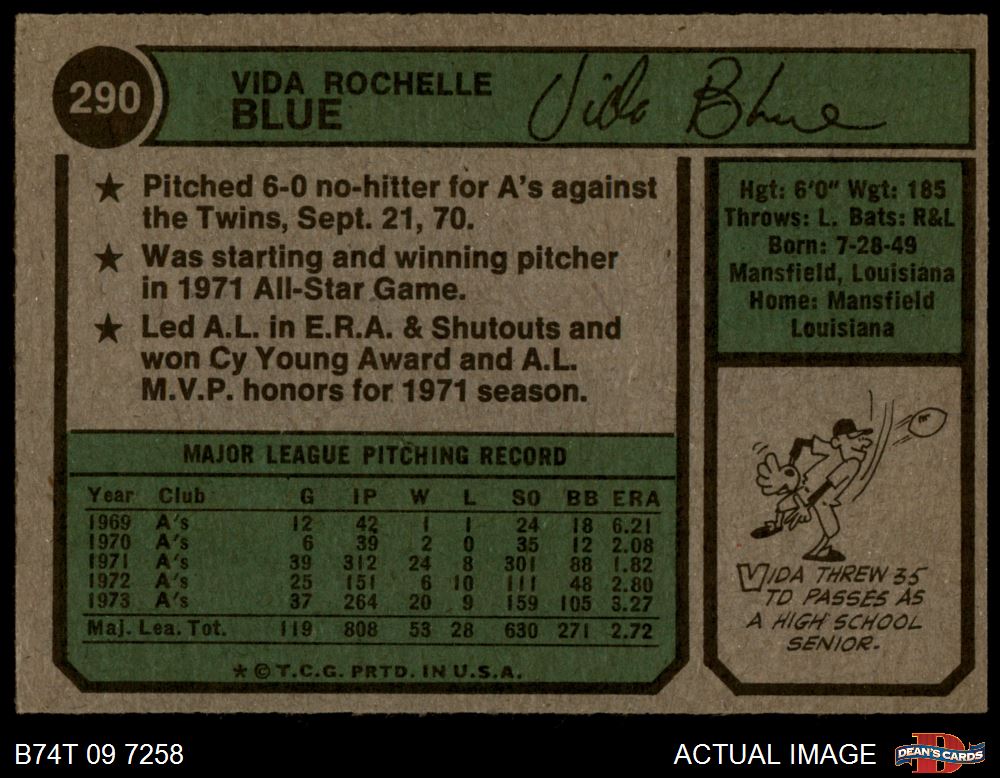 290
VIDA ROCHELLE
BLUE
Vida Blue
★ Pitched 6-0 no-hitter for A's against
the Twins, Sept. 21, 70.
★ Was starting and winning pitcher
in 1971 All-Star Game.
★ Led A.L. in E.R.A. & Shutouts and
won Cy Young Award and A.L.
M.V.P. honors for 1971 season.
MAJOR LEAGUE PITCHING RECORD
Year Club G IP W L SO BB ERA
1969 A's 12 42 1 1 24 18 6.21
1970 A's 6 39 2 0 35 12 2.08
1971 A's 39 312 24 8 301 88 1.82
1972 A's 25 151 6 10 111 48 2.80
1973 A's 37 264 20 9 159 105 3.27
Maj. Lea. Tot. 119 808 53 28 630 271 2.72
* © T.C.G. PRTD. IN U.S.A.
Hgt: 6'0" Wgt: 185
Throws: L. Bats: R&L
Born: 7-28-49
Mansfield, Louisiana
Home: Mansfield
Louisiana
VIDA THREW 35
TD PASSES AS
A HIGH SCHOOL
SENIOR.
B74T 09 7258
ACTUAL IMAGE
D
DEAN'S CARDS